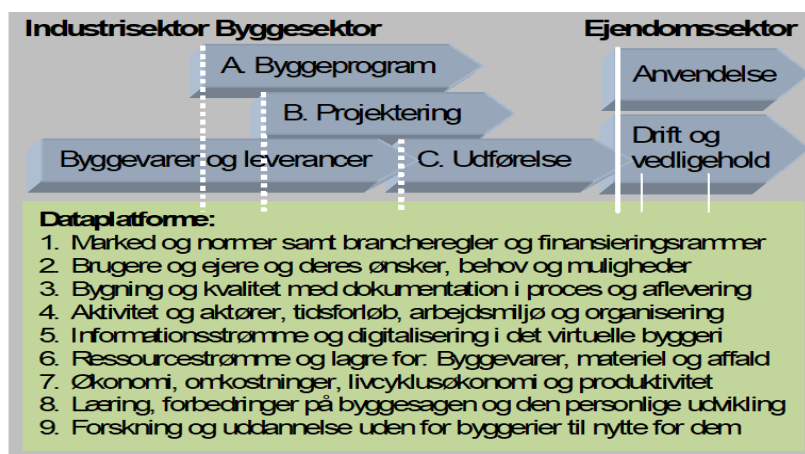 Industrisektor Byggesektor Ejendomssektor
A. Byggeprogram
Anvendelse
B. Projektering
Byggevarer og leverancer
C. Udførelse
Drift og
vedligehold
Dataplatforme:
1. Marked og normer samt brancheregler og finansieringsrammer
2. Brugere og ejere og deres ønsker, behov og muligheder
3. Bygning og kvalitet med dokumentation i proces og aflevering
4. Aktivitet og aktører, tidsforløb, arbejdsmiljø og organisering
5. Informationsstrømme og digitalisering i det virtuelle byggeri
6. Ressourcestrømme og lagre for: Byggevarer, materiel og affald
7. Økonomi, omkostninger, livcyklusøkonomi og produktivitet
8. Læring, forbedringer på byggesagen og den personlige udvikling
9. Forskning og uddannelse uden for byggerier til nytte for dem